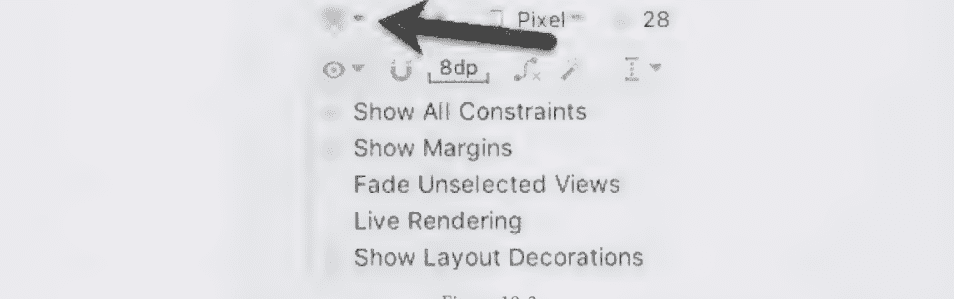 Pixel 28
8dp
Show All Constraints
Show Margins
Fade Unselected Views
Live Rendering
Show Layout Decorations